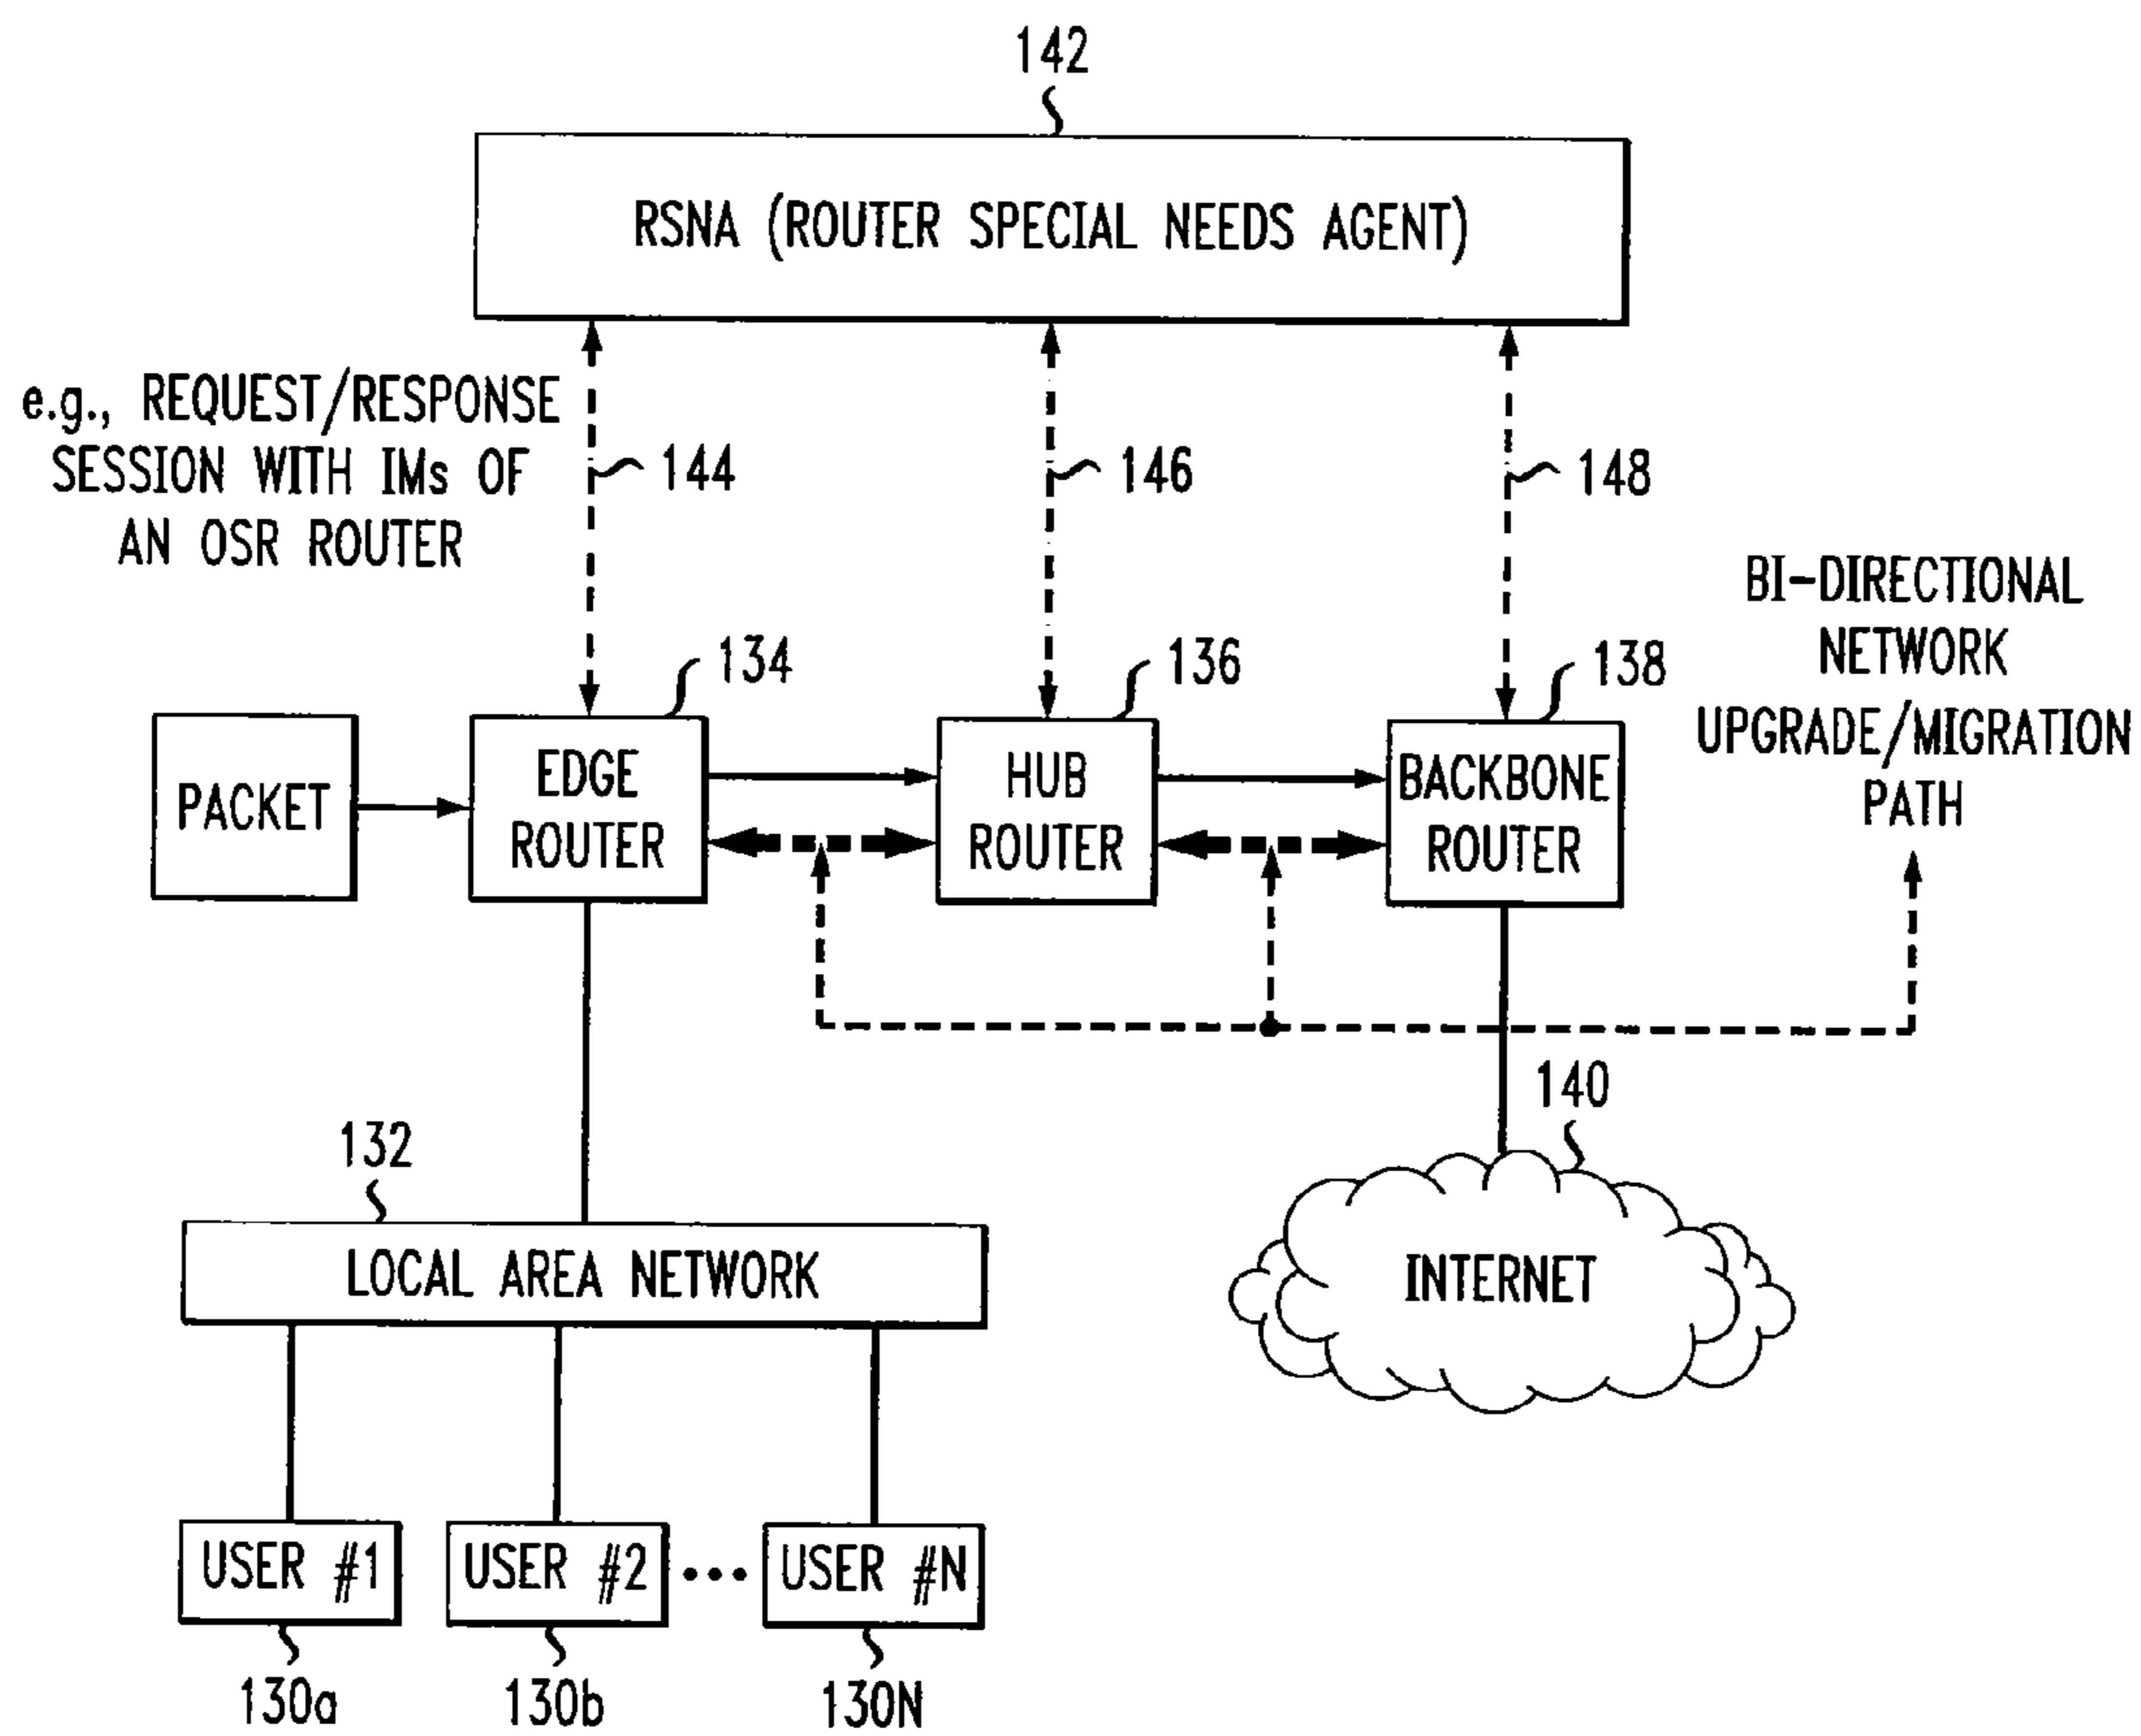 142
RSNA (ROUTER SPECIAL NEEDS AGENT)
e.g., REQUEST/RESPONSE
SESSION WITH IMs OF
AN OSR ROUTER
144
146
148
BI-DIRECTIONAL
NETWORK
UPGRADE/MIGRATION
PATH
134
136
138
PACKET
EDGE
ROUTER
HUB
ROUTER
BACKBONE
ROUTER
140
132
LOCAL AREA NETWORK
INTERNET
USER #1
USER #2
•••
USER #N
130a
130b
130N